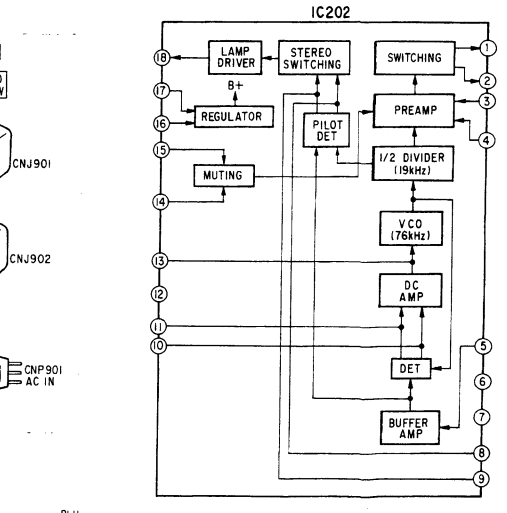 IC202
18
LAMP
DRIVER
STEREO
SWITCHING
SWITCHING
1
2
B+
17
REGULATOR
16
PREAMP
3
4
PILOT
DET
15
MUTING
14
1/2 DIVIDER
(19kHz)
VCO
(76kHz)
13
12
DC
AMP
11
10
5
DET
6
7
BUFFER
AMP
8
9
CNJ901
CNJ902
CNP901
AC IN